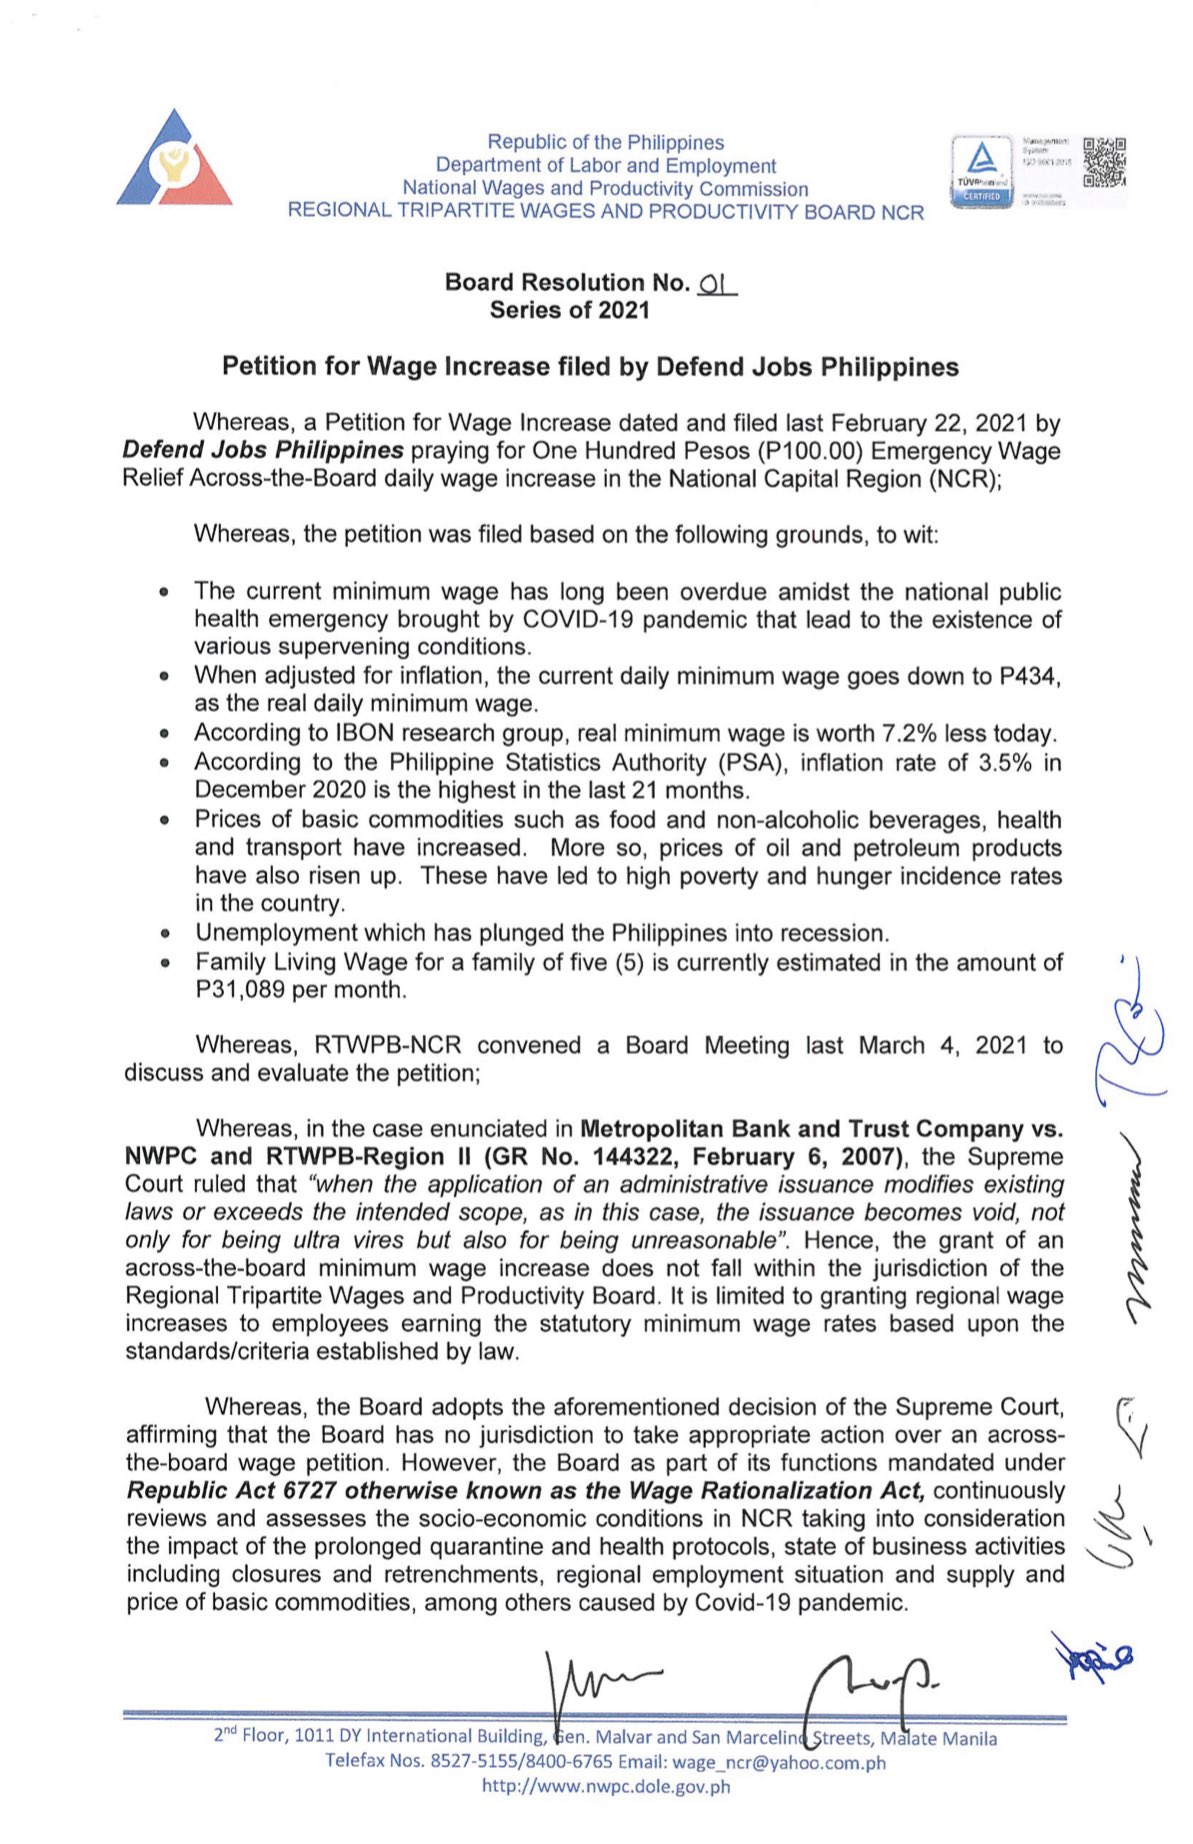 Republic of the Philippines
Department of Labor and Employment
National Wages and Productivity Commission
REGIONAL TRIPARTITE WAGES AND PRODUCTIVITY BOARD NCR
TÜVRheinland
CERTIFIED
Management
System
ISO 9001:2015
Board Resolution No. 01
Series of 2021
Petition for Wage Increase filed by Defend Jobs Philippines
Whereas, a Petition for Wage Increase dated and filed last February 22, 2021 by
Defend Jobs Philippines praying for One Hundred Pesos (P100.00) Emergency Wage
Relief Across-the-Board daily wage increase in the National Capital Region (NCR);
Whereas, the petition was filed based on the following grounds, to wit:
• The current minimum wage has long been overdue amidst the national public
health emergency brought by COVID-19 pandemic that lead to the existence of
various supervening conditions.
• When adjusted for inflation, the current daily minimum wage goes down to P434,
as the real daily minimum wage.
• According to IBON research group, real minimum wage is worth 7.2% less today.
• According to the Philippine Statistics Authority (PSA), inflation rate of 3.5% in
December 2020 is the highest in the last 21 months.
• Prices of basic commodities such as food and non-alcoholic beverages, health
and transport have increased. More so, prices of oil and petroleum products
have also risen up. These have led to high poverty and hunger incidence rates
in the country.
• Unemployment which has plunged the Philippines into recession.
• Family Living Wage for a family of five (5) is currently estimated in the amount of
P31,089 per month.
Whereas, RTWPB-NCR convened a Board Meeting last March 4, 2021 to
discuss and evaluate the petition;
Whereas, in the case enunciated in Metropolitan Bank and Trust Company vs.
NWPC and RTWPB-Region II (GR No. 144322, February 6, 2007), the Supreme
Court ruled that “when the application of an administrative issuance modifies existing
laws or exceeds the intended scope, as in this case, the issuance becomes void, not
only for being ultra vires but also for being unreasonable”. Hence, the grant of an
across-the-board minimum wage increase does not fall within the jurisdiction of the
Regional Tripartite Wages and Productivity Board. It is limited to granting regional wage
increases to employees earning the statutory minimum wage rates based upon the
standards/criteria established by law.
Whereas, the Board adopts the aforementioned decision of the Supreme Court,
affirming that the Board has no jurisdiction to take appropriate action over an across-
the-board wage petition. However, the Board as part of its functions mandated under
Republic Act 6727 otherwise known as the Wage Rationalization Act, continuously
reviews and assesses the socio-economic conditions in NCR taking into consideration
the impact of the prolonged quarantine and health protocols, state of business activities
including closures and retrenchments, regional employment situation and supply and
price of basic commodities, among others caused by Covid-19 pandemic.
2nd Floor, 1011 DY International Building, Gen. Malvar and San Marcelino Streets, Malate Manila
Telefax Nos. 8527-5155/8400-6765 Email: wage_ncr@yahoo.com.ph
http://www.nwpc.dole.gov.ph